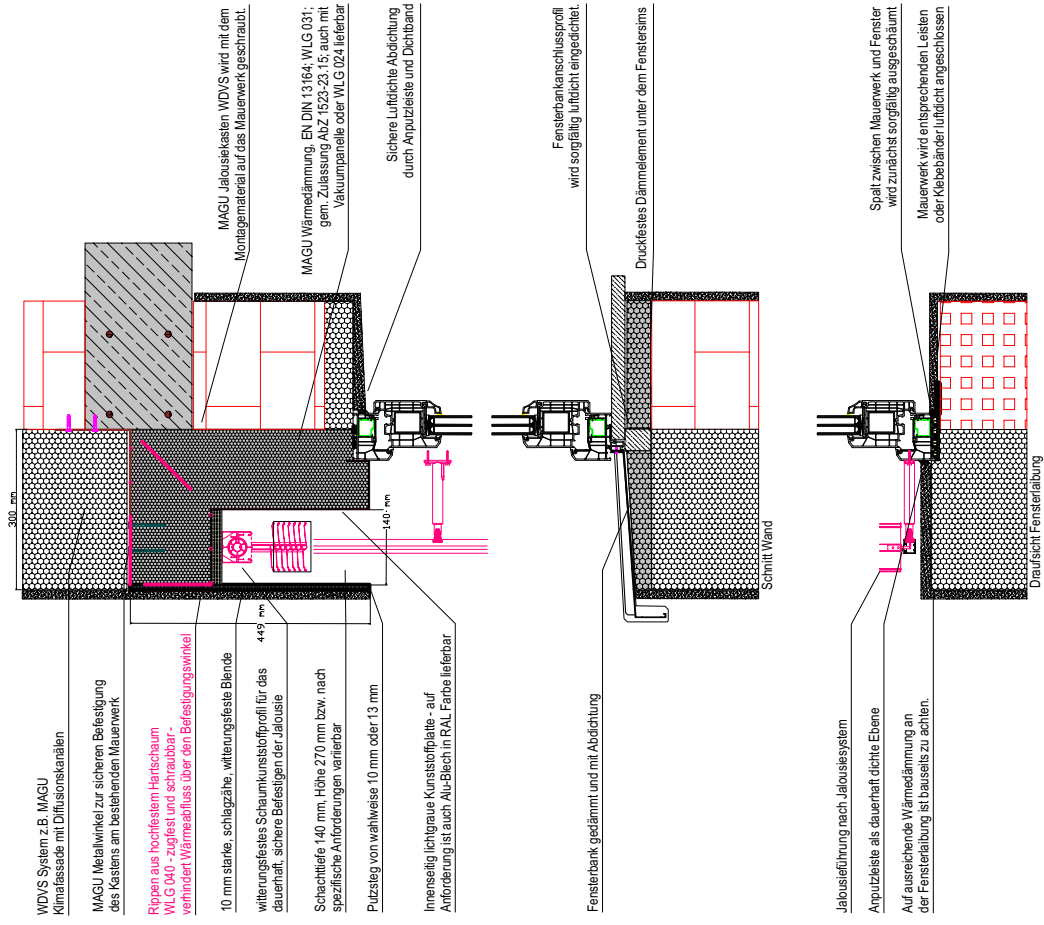 WDVS System z.B. MAGU
Klimafassade mit Diffusionskanälen
MAGU Metallwinkel zur sicheren Befestigung
des Kastens am bestehenden Mauerwerk
Rippen aus hochfestem Hartschaum
WLG 040 - zugfest und schraubbar -
verhindert Wärmeabfluss über den Befestigungswinkel
10 mm starke, schlagzähe, witterungsfeste Blende
witterungsfestes Schaumkunststoffprofil für das
dauerhaft, sichere Befestigen der Jalousie
Schachttiefe 140 mm, Höhe 270 mm bzw. nach
spezifische Anforderungen variierbar
Putzsteg von wahlweise 10 mm oder 13 mm
Innenseitig lichtgraue Kunststoffplatte - auf
Anforderung ist auch Alu-Blech in RAL Farbe lieferbar
300 mm
449 mm
140 mm
MAGU Jalousiekasten WDVS wird mit dem
Montagematerial auf das Mauerwerk geschraubt.
MAGU Wärmedämmung, EN DIN 13164; WLG 031;
gem. Zulassung AbZ 1523-23.15; auch mit
Vakuumpanelle oder WLG 024 lieferbar
Sichere Luftdichte Abdichtung
durch Anputzleiste und Dichtband
Fensterbank gedämmt und mit Abdichtung
Fensterbankanschlussprofil
wird sorgfältig luftdicht eingedichtet.
Druckfestes Dämmelement unter dem Fenstersims
Schnitt Wand
Jalousieführung nach Jalousiesystem
Anputzleiste als dauerhaft dichte Ebene
Auf ausreichende Wärmedämmung an
der Fensterlaibung ist bauseits zu achten.
Spalt zwischen Mauerwerk und Fenster
wird zunächst sorgfältig ausgeschäumt
Mauerwerk wird entsprechenden Leisten
oder Klebebänder luftdicht angeschlossen
Draufsicht Fensterlaibung